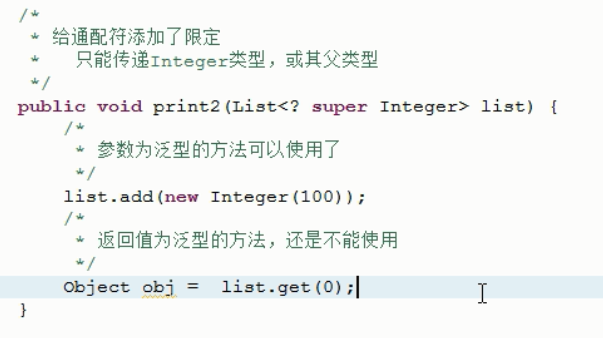 /*
 * 给通配符添加了限定
 *   只能传递Integer类型，或其父类型
 */
public void print2(List<? super Integer> list) {
    /*
     * 参数为泛型的方法可以使用了
     */
    list.add(new Integer(100));
    /*
     * 返回值为泛型的方法，还是不能使用
     */
    Object obj =  list.get(0);
}